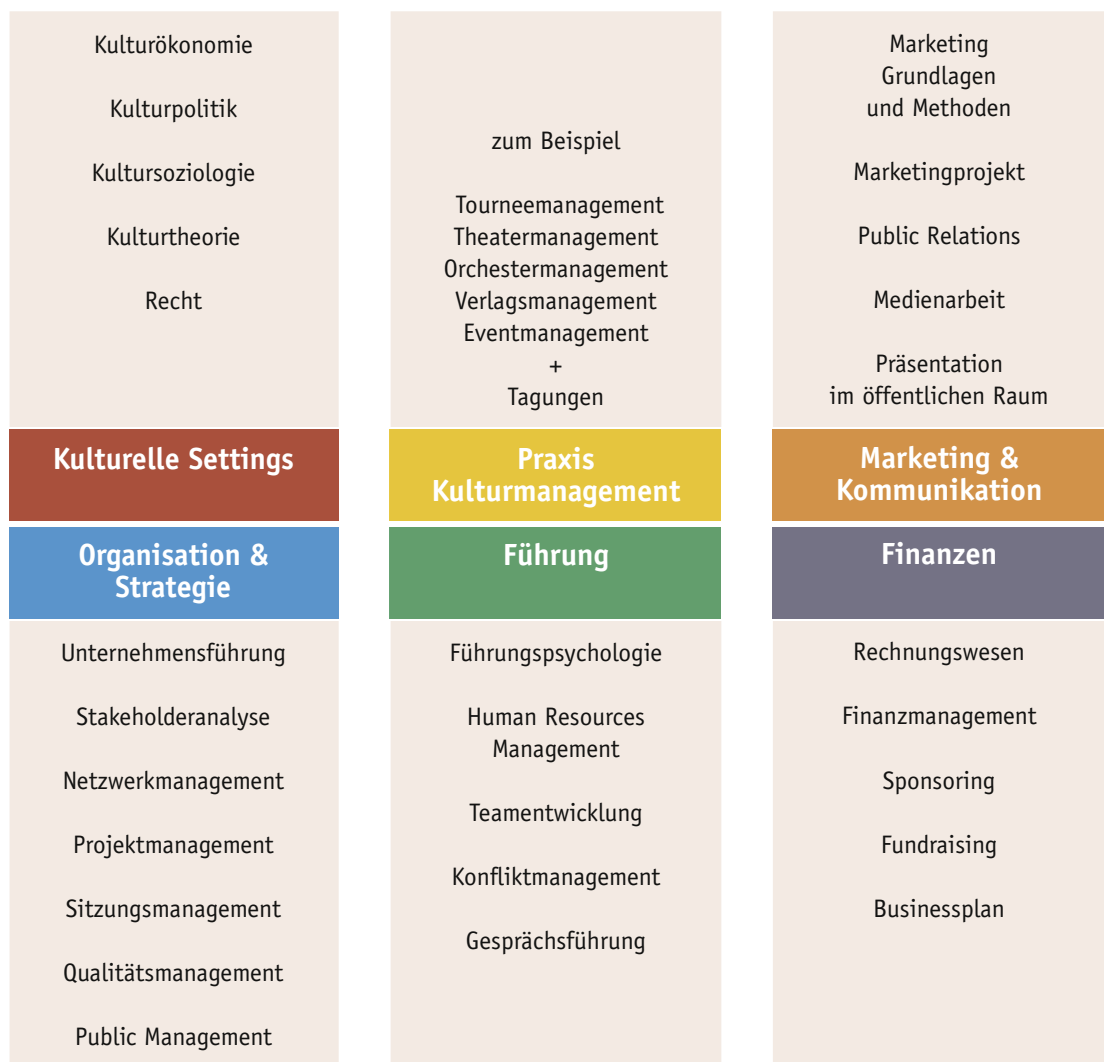 Kulturökonomie
Kulturpolitik
Kultursoziologie
Kulturtheorie
Recht
Kulturelle Settings
zum Beispiel
Tourneemanagement
Theatermanagement
Orchestermanagement
Verlagsmanagement
Eventmanagement
+
Tagungen
Praxis
Kulturmanagement
Marketing
Grundlagen
und Methoden
Marketingprojekt
Public Relations
Medienarbeit
Präsentation
im öffentlichen Raum
Marketing &
Kommunikation
Organisation &
Strategie
Unternehmensführung
Stakeholderanalyse
Netzwerkmanagement
Projektmanagement
Sitzungsmanagement
Qualitätsmanagement
Public Management
Führung
Führungspsychologie
Human Resources
Management
Teamentwicklung
Konfliktmanagement
Gesprächsführung
Finanzen
Rechnungswesen
Finanzmanagement
Sponsoring
Fundraising
Businessplan